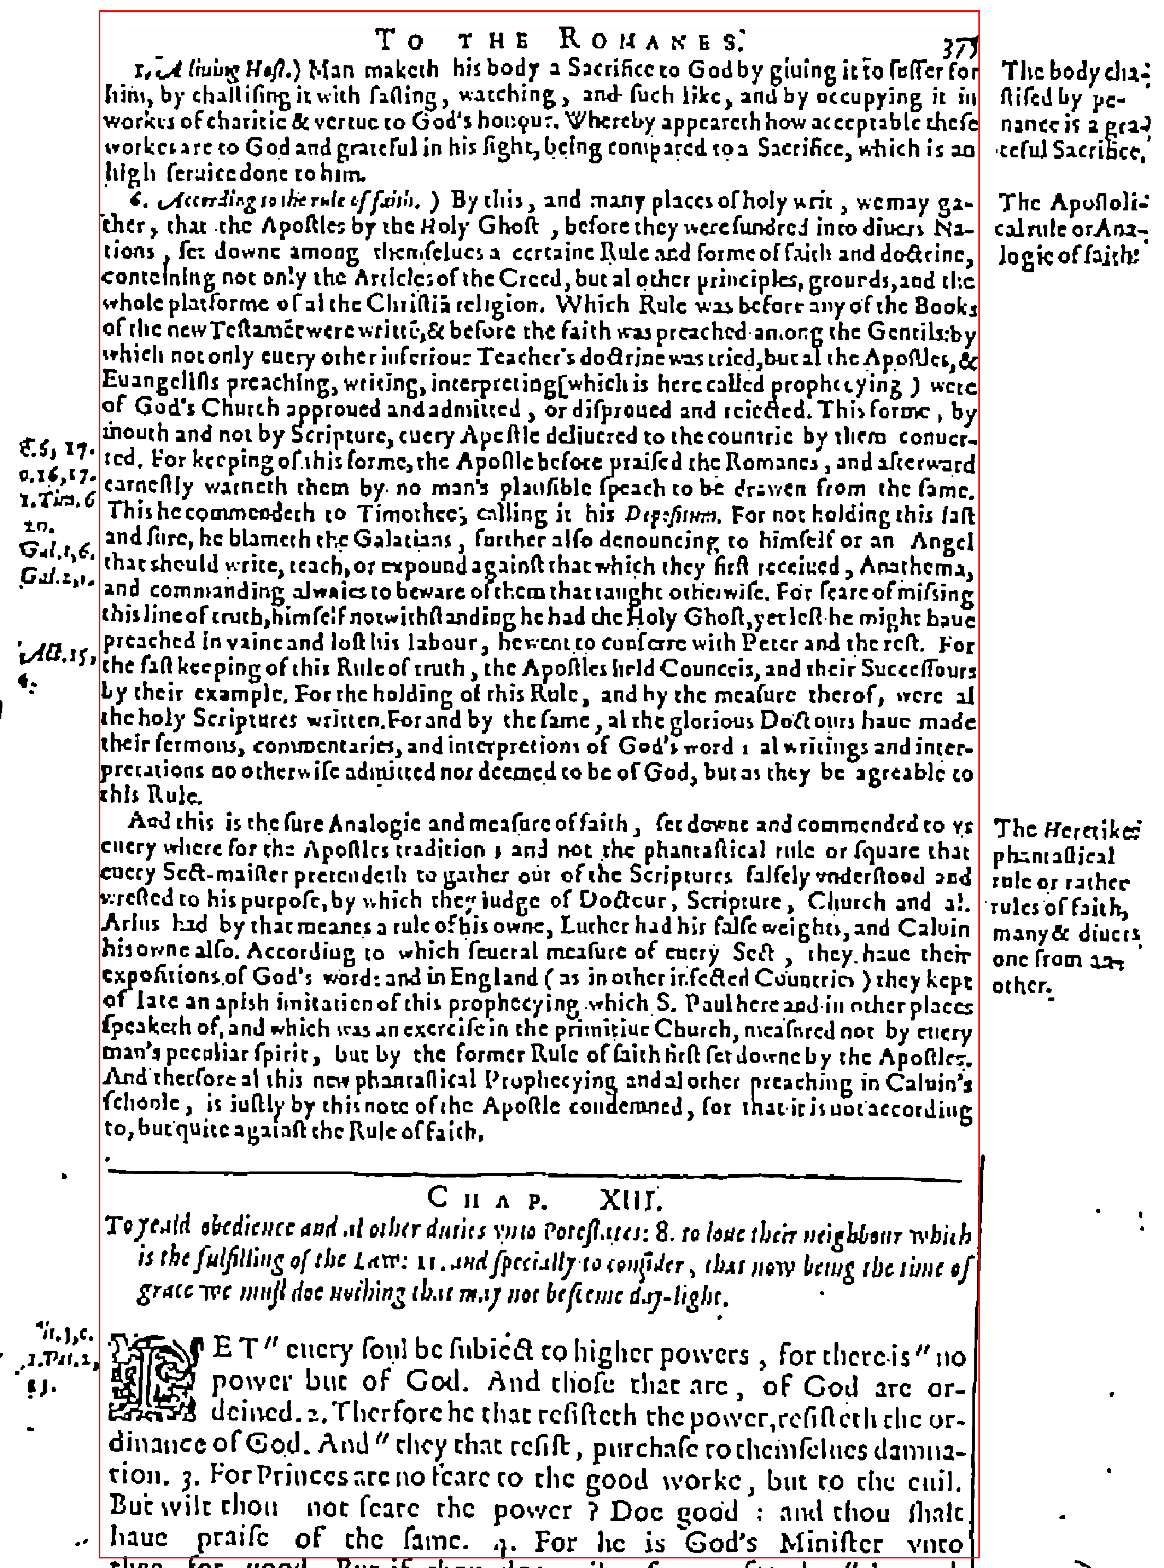 TO THE ROMANES.
377
1. A liuing Host.) Man maketh his body a Sacrifice to God by giuing it to suffer for
him, by chastising it with fasting, watching, and such like, and by occupying it in
workes of charitie & vertue to God's honour. Whereby appeareth how acceptable these
workes are to God and grateful in his sight, being compared to a Sacrifice, which is an
high seruice done to him.
The body cha-
stised by pe-
nance is a gra-
teful Sacrifice.
6. According to the rule of faith.) By this, and many places of holy writ, we may ga-
ther, that the Apostles by the Holy Ghost, before they were sundred into diuers Na-
tions, set downe among themselues a certaine Rule and forme of faith and doctrine,
conteining not only the Articles of the Creed, but al other principles, grounds, and the
whole platforme of al the Christiā religion. Which Rule was before any of the Books
of the new Testamēt were writtē, & before the faith was preached among the Gentils: by
which not only euery other inferiour Teacher's doctrine was tried, but al the Apostles, &
Euangelists preaching, writing, interpreting (which is here called prophecying) were
of God's Church approued and admitted, or disproued and reiected. This forme, by
mouth and not by Scripture, euery Apostle deliuered to the countrie by them conuer-
ted. For keeping of this forme, the Apostle before praised the Romanes, and afterward
earnestly warneth them by no man's plausible speach to be drawen from the same.
This he commendeth to Timothee, calling it his Depositum. For not holding this fast
and sure, he blameth the Galatians, further also denouncing to himself or an Angel
that should write, teach, or expound against that which they first receiued, Anathema,
and commanding alwaies to beware of them that taught otherwise. For feare of missing
this line of truth, himself notwithstanding he had the Holy Ghost, yet lest he might haue
preached in vaine and lost his labour, he went to conferre with Peter and the rest. For
the fast keeping of this Rule of truth, the Apostles held Councels, and their Successours
by their example. For the holding of this Rule, and by the measure therof, were al
the holy Scriptures written. For and by the same, al the glorious Doctours haue made
their sermons, commentaries, and interpretions of God's word: al writings and inter-
pretations no otherwise admitted nor deemed to be of God, but as they be agreable to
this Rule.
The Apostoli-
cal rule or Ana-
logie of faith.
17.
6,17.
1.Tim.6
20.
Gal.1,6.
Gal.2,1.
Act.15,
6.
And this is the sure Analogie and measure of faith, set downe and commended to vs
euery where for the Apostles tradition; and not the phantastical rule or square that
euery Sect-maister pretendeth to gather out of the Scriptures falsely vnderstood and
wrested to his purpose, by which they iudge of Doctour, Scripture, Church and al.
Arius had by that meanes a rule of his owne, Luther had his false weights, and Caluin
his owne also. According to which seueral measure of euery Sect, they haue their
expositions of God's word: and in England (as in other infected Countries) they kept
of late an apish imitation of this prophecying which S. Paul here and in other places
speaketh of, and which was an exercise in the primitiue Church, measured not by euery
man's peculiar spirit, but by the former Rule of faith first set downe by the Apostles.
And therfore al this new phantastical Prophecying and al other preaching in Caluin's
schoole, is iustly by this note of the Apostle condemned, for that it is not according
to, but quite against the Rule of faith.
The Heretikes
phantastical
rule or rather
rules of faith,
many & diuers
one from an-
other.
CHAP. XIII.
To yeald obedience and al other duties vnto Potestates: 8. to loue their neighbour which
is the fulfilling of the Law: 11. and specially to consider, that now being the time of
grace we must doe nothing that may not beseeme day-light.
3,1.
1.Pet.2,
13.
LET " euery soul be subiect to higher powers, for there is " no
power but of God. And those that are, of God are or-
deined. 2. Therfore he that resisteth the power, resisteth the or-
dinance of God. And " they that resist, purchase to themselues damna-
tion. 3. For Princes are no feare to the good worke, but to the euil.
But wilt thou not feare the power? Doe good: and thou shalt
haue praise of the same. 4. For he is God's Minister vnto